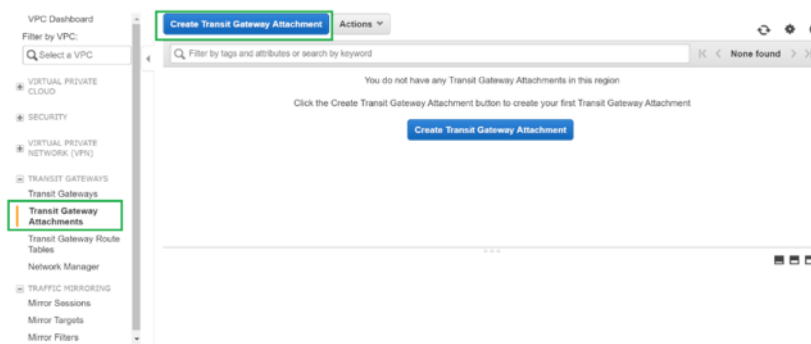 VPC Dashboard
Filter by VPC:
Select a VPC
VIRTUAL PRIVATE
CLOUD
SECURITY
VIRTUAL PRIVATE
NETWORK (VPN)
TRANSIT GATEWAYS
Transit Gateways
Transit Gateway
Attachments
Transit Gateway Route
Tables
Network Manager
TRAFFIC MIRRORING
Mirror Sessions
Mirror Targets
Mirror Filters
Create Transit Gateway Attachment
Actions
Filter by tags and attributes or search by keyword
None found
You do not have any Transit Gateway Attachments in this region
Click the Create Transit Gateway Attachment button to create your first Transit Gateway Attachment
Create Transit Gateway Attachment